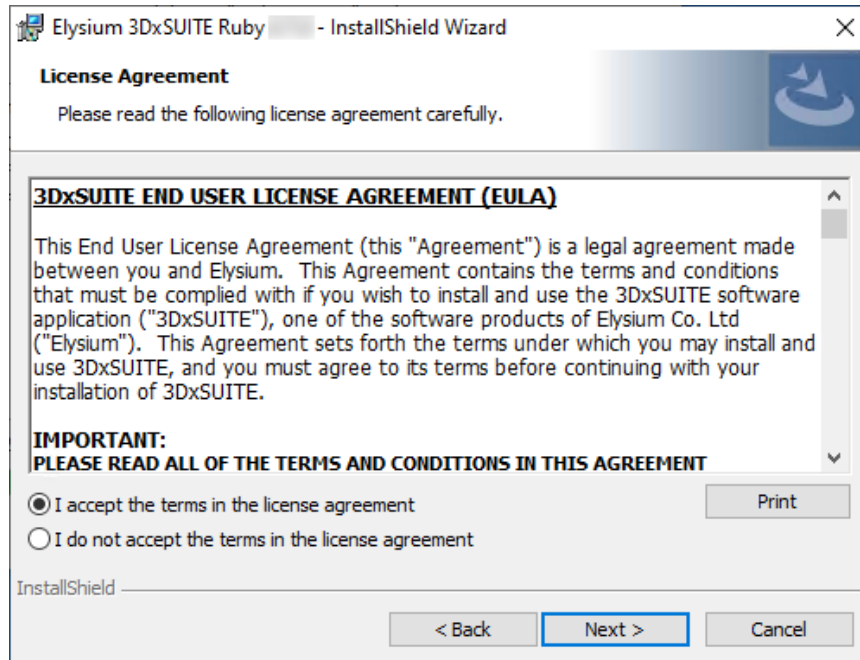 Elysium 3DxSUITE Ruby - InstallShield Wizard
License Agreement
Please read the following license agreement carefully.
3DxSUITE END USER LICENSE AGREEMENT (EULA)
This End User License Agreement (this "Agreement") is a legal agreement made
between you and Elysium.  This Agreement contains the terms and conditions
that must be complied with if you wish to install and use the 3DxSUITE software
application ("3DxSUITE"), one of the software products of Elysium Co. Ltd
("Elysium").  This Agreement sets forth the terms under which you may install and
use 3DxSUITE, and you must agree to its terms before continuing with your
installation of 3DxSUITE.
IMPORTANT:
PLEASE READ ALL OF THE TERMS AND CONDITIONS IN THIS AGREEMENT
I accept the terms in the license agreement
Print
I do not accept the terms in the license agreement
InstallShield
< Back
Next >
Cancel